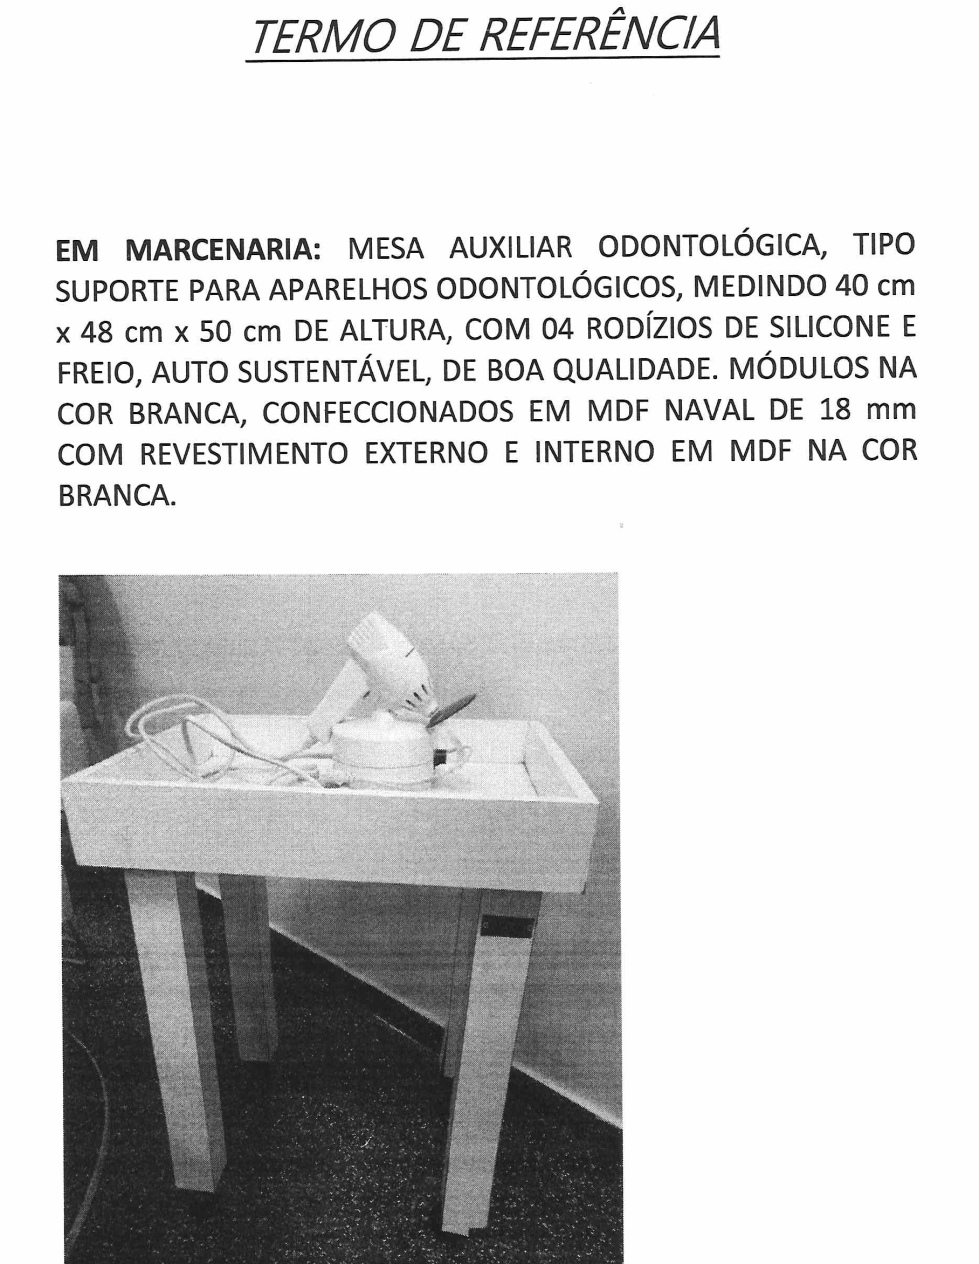 TERMO DE REFERÊNCIA
EM MARCENARIA: MESA AUXILIAR ODONTOLÓGICA, TIPO
SUPORTE PARA APARELHOS ODONTOLÓGICOS, MEDINDO 40 cm
x 48 cm x 50 cm DE ALTURA, COM 04 RODÍZIOS DE SILICONE E
FREIO, AUTO SUSTENTÁVEL, DE BOA QUALIDADE. MÓDULOS NA
COR BRANCA, CONFECCIONADOS EM MDF NAVAL DE 18 mm
COM REVESTIMENTO EXTERNO E INTERNO EM MDF NA COR
BRANCA.